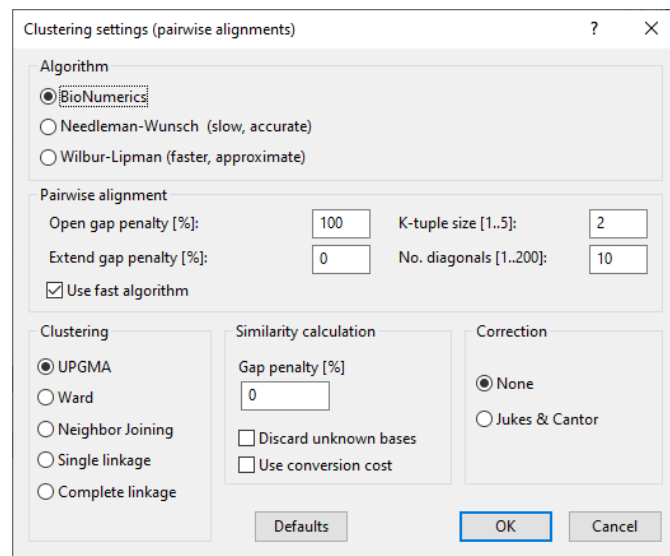 Clustering settings (pairwise alignments) ?
Algorithm
BioNumerics
Needleman-Wunsch (slow, accurate)
Wilbur-Lipman (faster, approximate)
Pairwise alignment
Open gap penalty [%]: 100 K-tuple size [1..5]: 2
Extend gap penalty [%]: 0 No. diagonals [1..200]: 10
Use fast algorithm
Clustering
UPGMA
Ward
Neighbor Joining
Single linkage
Complete linkage
Similarity calculation
Gap penalty [%]
0
Discard unknown bases
Use conversion cost
Correction
None
Jukes & Cantor
Defaults OK Cancel